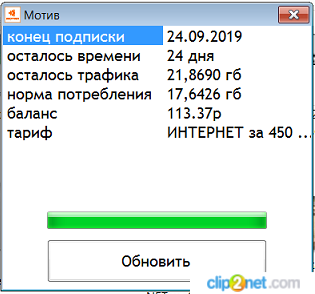 Мотив
конец подписки 24.09.2019
осталось времени 24 дня
осталось трафика 21,8690 гб
норма потребления 17,6426 гб
баланс 113.37р
тариф ИНТЕРНЕТ за 450 ...
Обновить
clip2net.com